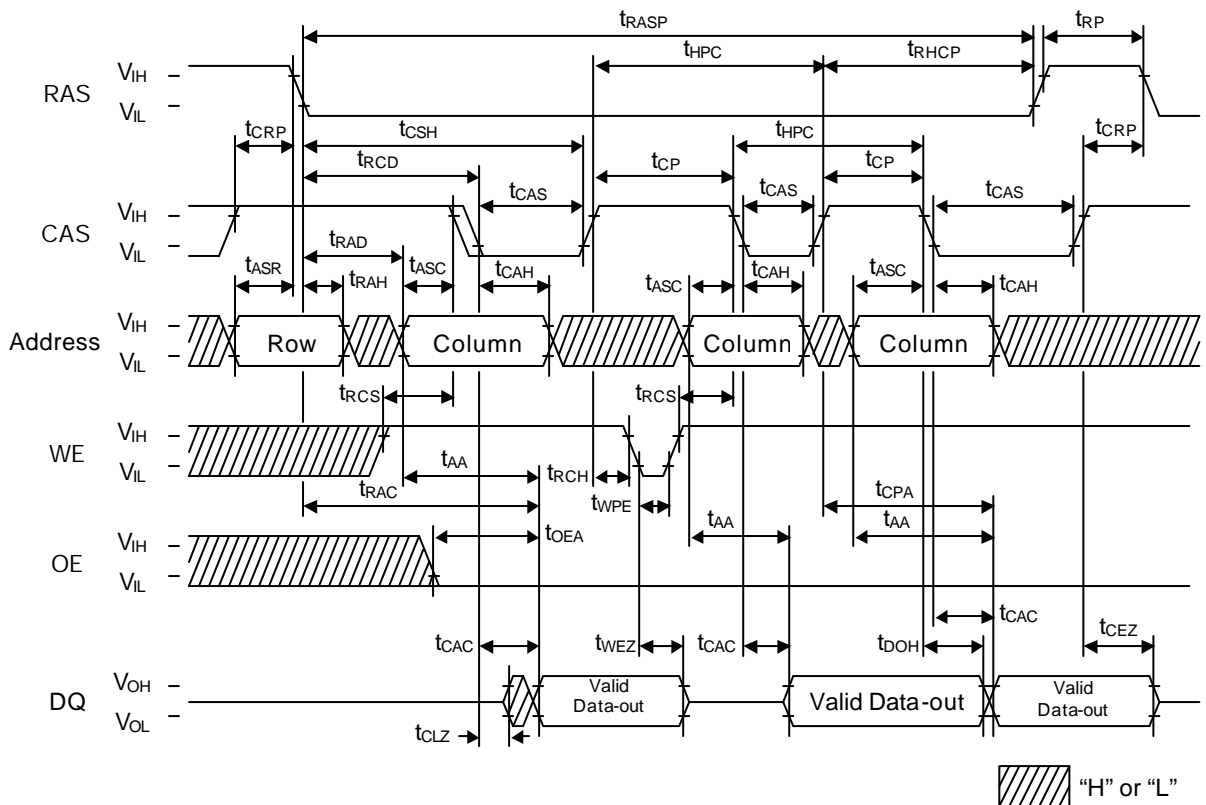 tRASP tRP
tHPC tRHCP
RAS VIH
VIL
tCRP tCSH tHPC tCRP
tRCD tCP tCP
tCAS tCAS tCAS
CAS VIH
VIL
tRAD
tASR tRAH tASC tCAH tASC tCAH tASC tCAH
Address VIH
VIL
Row Column Column Column
tRCS tRCS
WE VIH
VIL
tAA tRCH
tRAC tWPE tCPA
tOEA tAA tAA
OE VIH
VIL
tCAC tWEZ tCAC tDOH tCAC tCEZ
DQ VOH
VOL
Valid
Data-out
Valid Data-out
Valid
Data-out
tCLZ
“H” or “L”